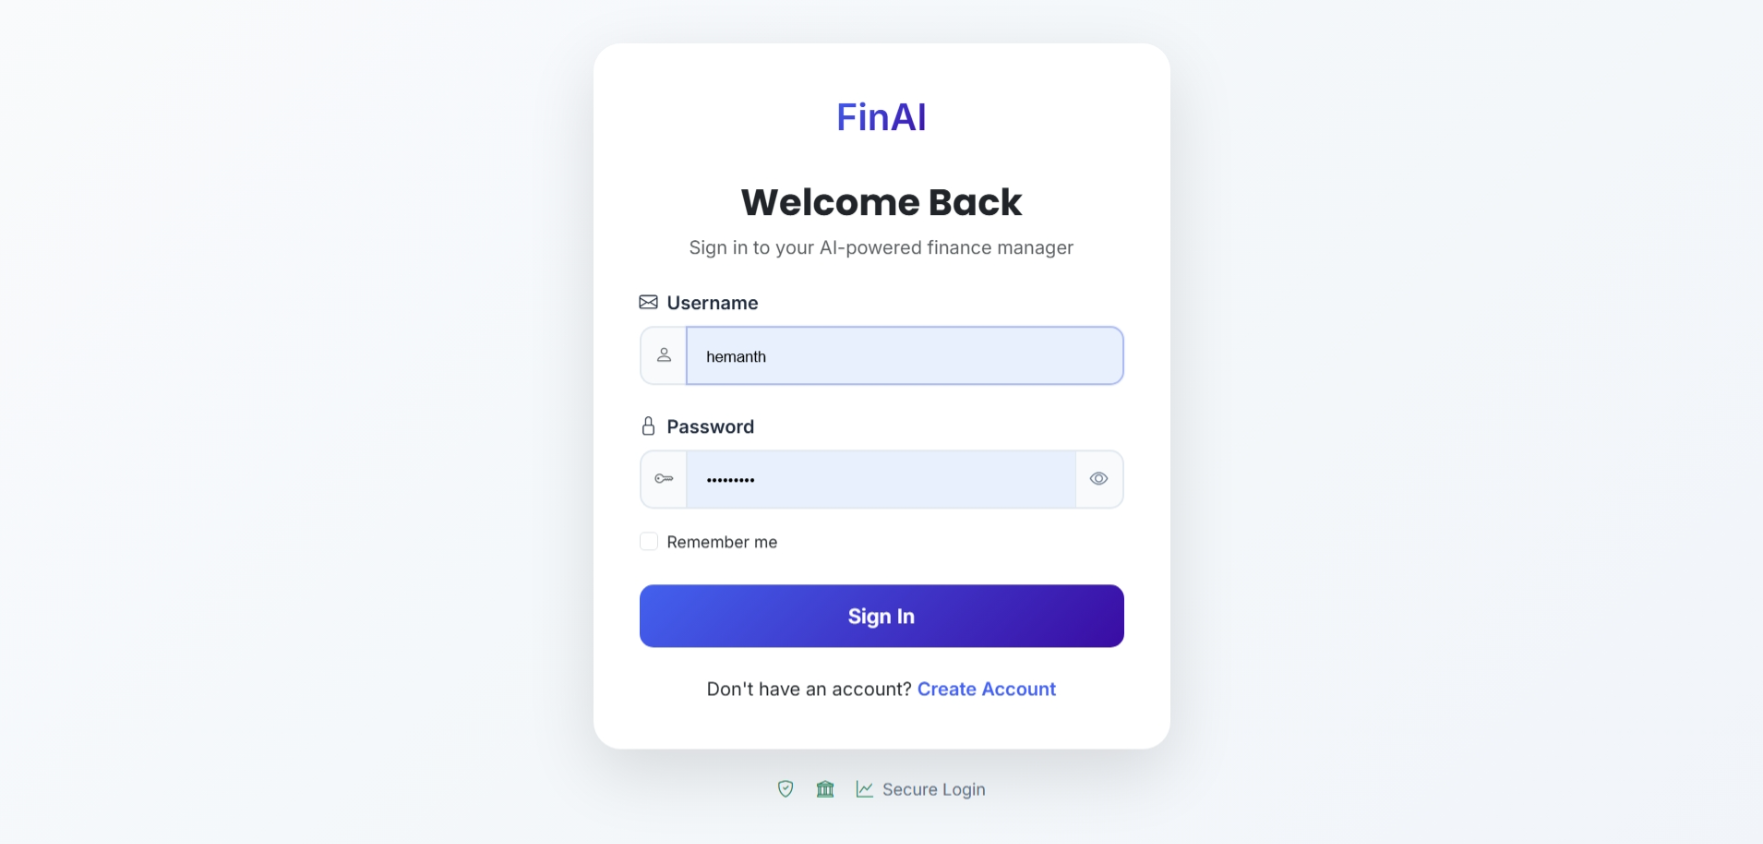 FinAI
Welcome Back
Sign in to your AI-powered finance manager
Username
hemanth
Password
•••••••••
Remember me
Sign In
Don't have an account? Create Account
Secure Login